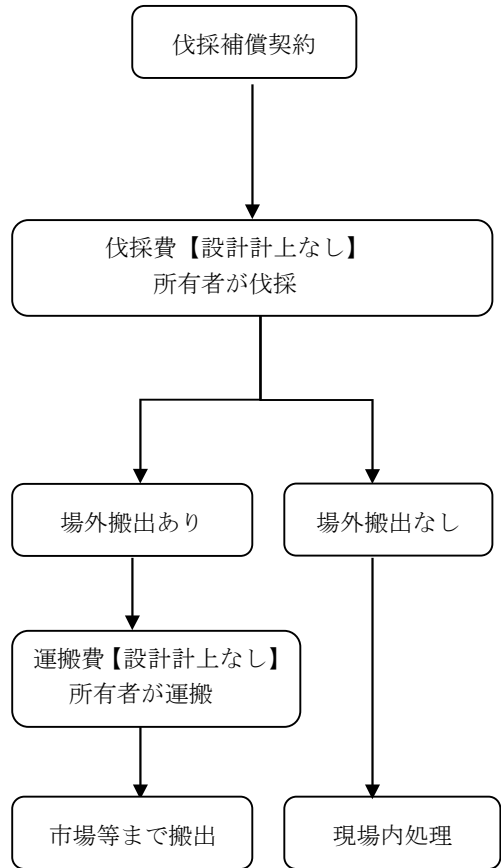 伐採補償契約
伐採費【設計計上なし】
所有者が伐採
場外搬出あり
場外搬出なし
運搬費【設計計上なし】
所有者が運搬
市場等まで搬出
現場内処理